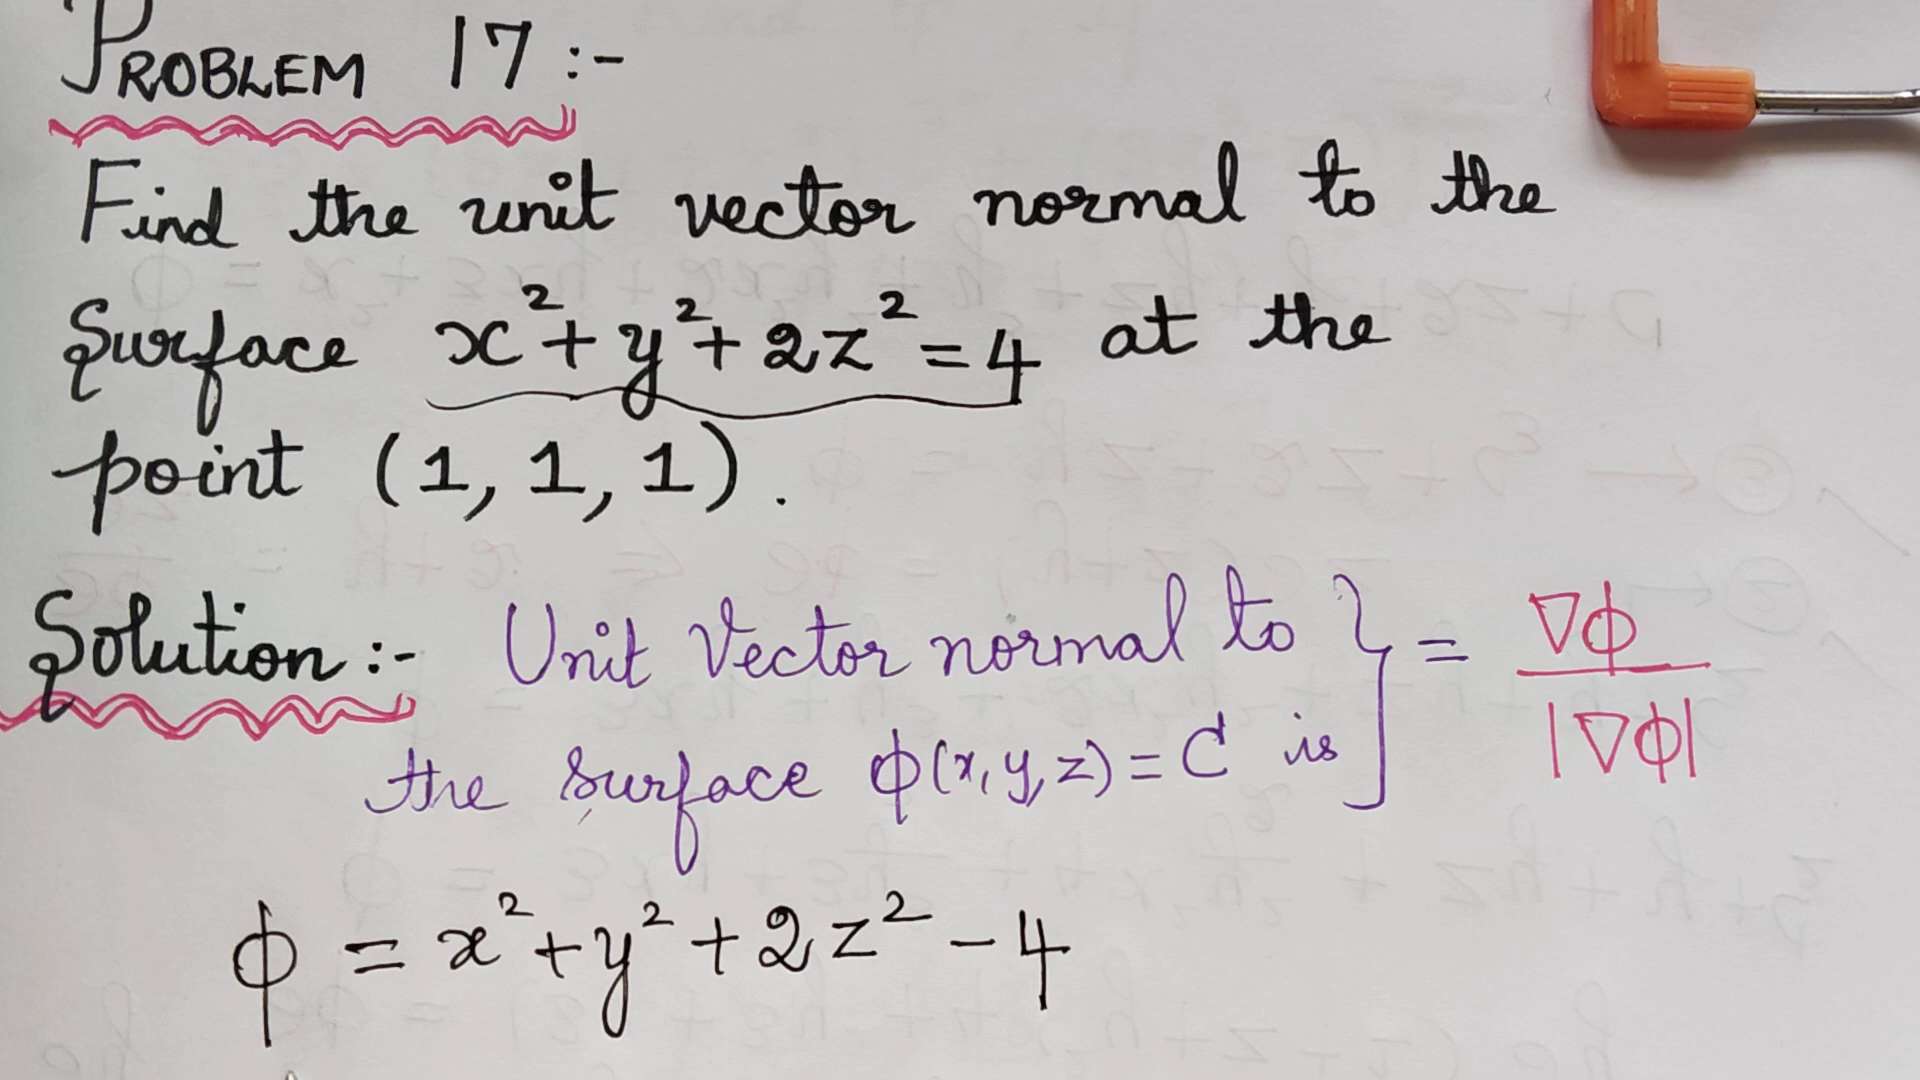 PROBLEM 17:-
Find the unit vector normal to the
Surface x²+y²+2z²=4 at the
point (1, 1, 1).
Solution:- Unit Vector normal to } = ∇ϕ
the surface ϕ(x,y,z)=C is |∇ϕ|
ϕ = x²+y²+2z²-4